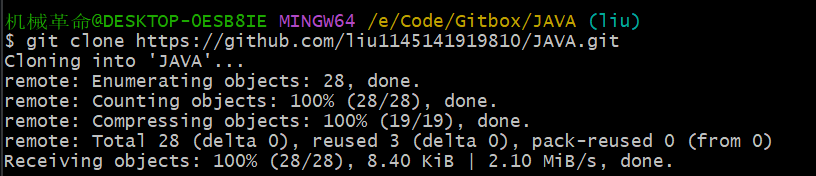 机械革命@DESKTOP-OESB8IE MINGW64 /e/Code/Gitbox/JAVA (liu)
$ git clone https://github.com/liu1145141919810/JAVA.git
Cloning into 'JAVA'...
remote: Enumerating objects: 28, done.
remote: Counting objects: 100% (28/28), done.
remote: Compressing objects: 100% (19/19), done.
remote: Total 28 (delta 0), reused 3 (delta 0), pack-reused 0 (from 0)
Receiving objects: 100% (28/28), 8.40 KiB | 2.10 MiB/s, done.